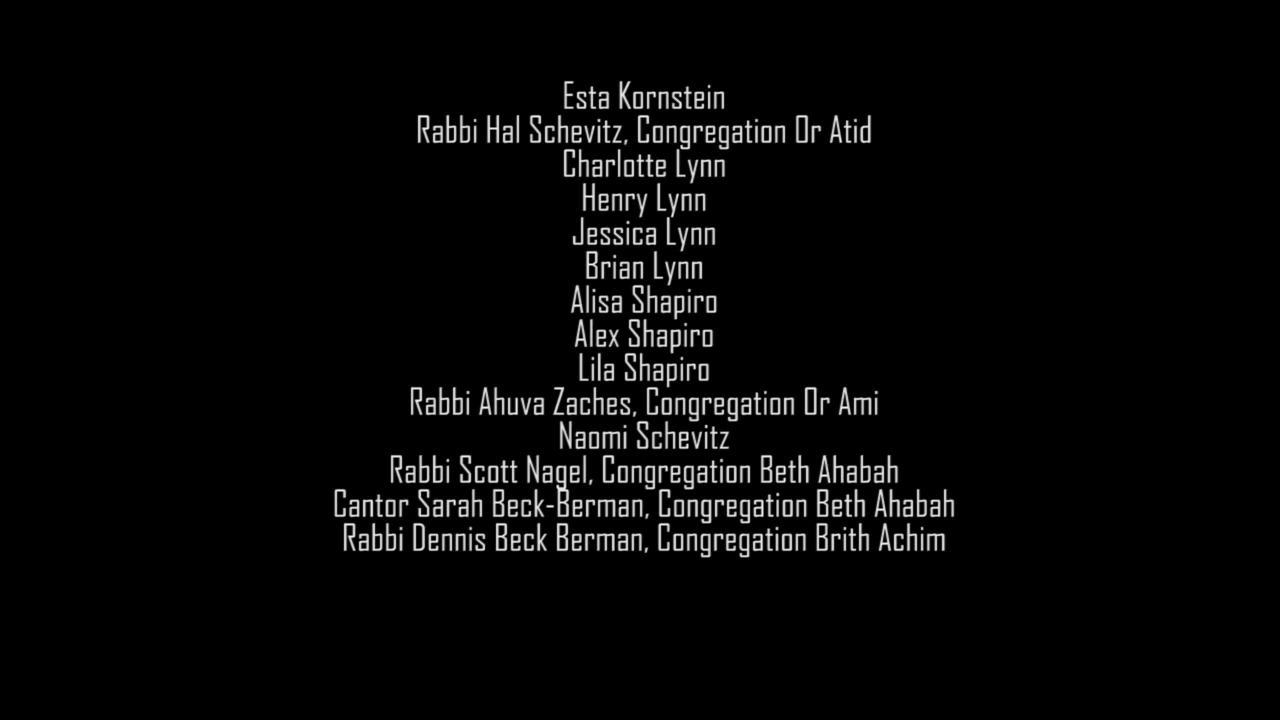 Esta Kornstein
Rabbi Hal Schevitz, Congregation Or Atid
Charlotte Lynn
Henry Lynn
Jessica Lynn
Brian Lynn
Alisa Shapiro
Alex Shapiro
Lila Shapiro
Rabbi Ahuva Zaches, Congregation Or Ami
Naomi Schevitz
Rabbi Scott Nagel, Congregation Beth Ahabah
Cantor Sarah Beck-Berman, Congregation Beth Ahabah
Rabbi Dennis Beck Berman, Congregation Brith Achim